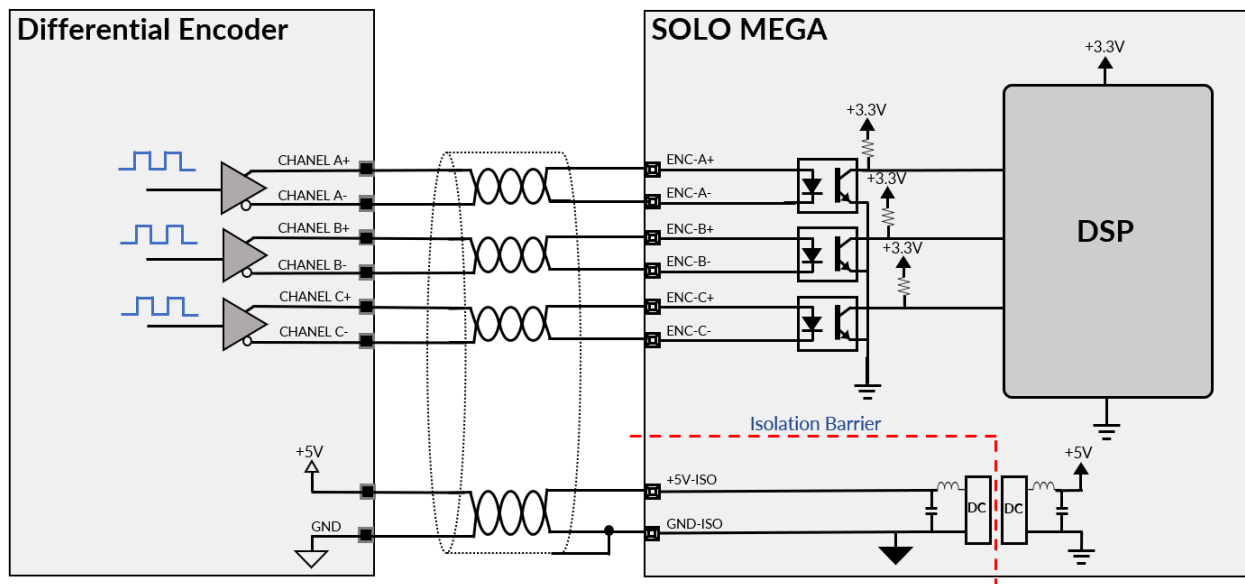 Differential Encoder
SOLO MEGA
+3.3V
+3.3V
CHANEL A+
ENC-A+
+3.3V
CHANEL A-
ENC-A-
CHANEL B+
ENC-B+
DSP
+3.3V
CHANEL B-
ENC-B-
CHANEL C+
ENC-C+
CHANEL C-
ENC-C-
Isolation Barrier
+5V
+5V
+5V-ISO
DC
DC
GND
GND-ISO